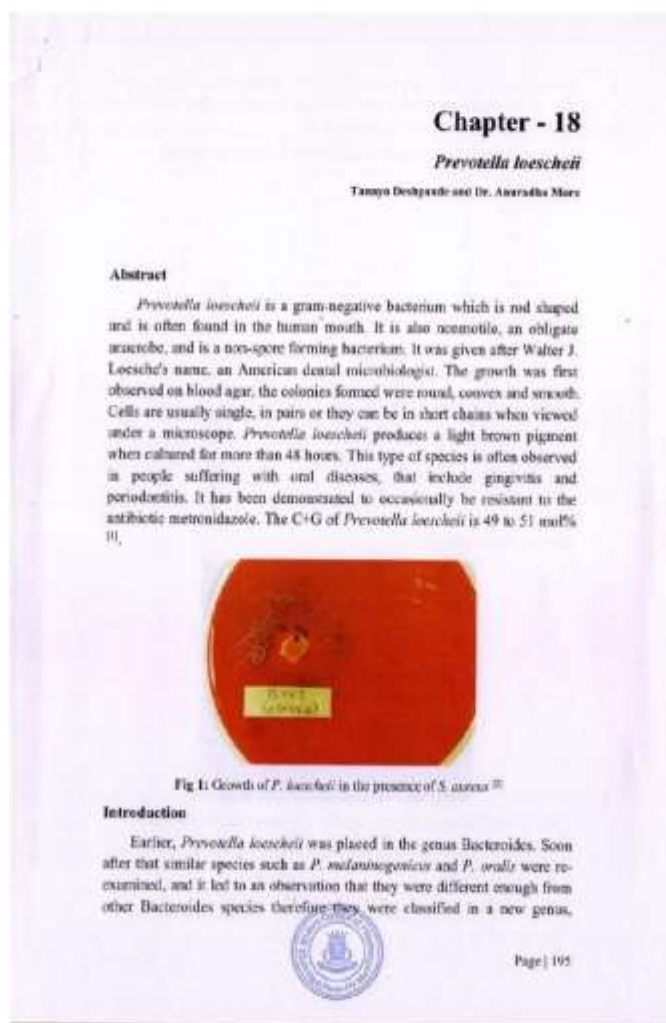 Chapter - 18
Prevotella loescheii
Tanaya Deshpande and Dr. Anuradha More
Abstract
Prevotella loescheii is a gram-negative bacterium which is rod shaped
and is often found in the human mouth. It is also nonmotile, an obligate
anaerobe, and is a non-spore forming bacterium. It was given after Walter J.
Loesche's name, an American dental microbiologist. The growth was first
observed on blood agar, the colonies formed were round, convex and smooth.
Cells are usually single, in pairs or they can be in short chains when viewed
under a microscope. Prevotella loescheii produces a light brown pigment
when cultured for more than 48 hours. This type of species is often observed
in people suffering with oral diseases, that include gingivitis and
periodontitis. It has been demonstrated to occasionally be resistant to the
antibiotic metronidazole. The C+G of Prevotella loescheii is 49 to 51 mol%
[1].
Fig 1: Growth of P. loescheii in the presence of S. aureus [2]
Introduction
Earlier, Prevotella loescheii was placed in the genus Bacteroides. Soon
after that similar species such as P. melaninogenicus and P. oralis were re-
examined, and it led to an observation that they were different enough from
other Bacteroides species therefore they were classified in a new genus,
Page | 195